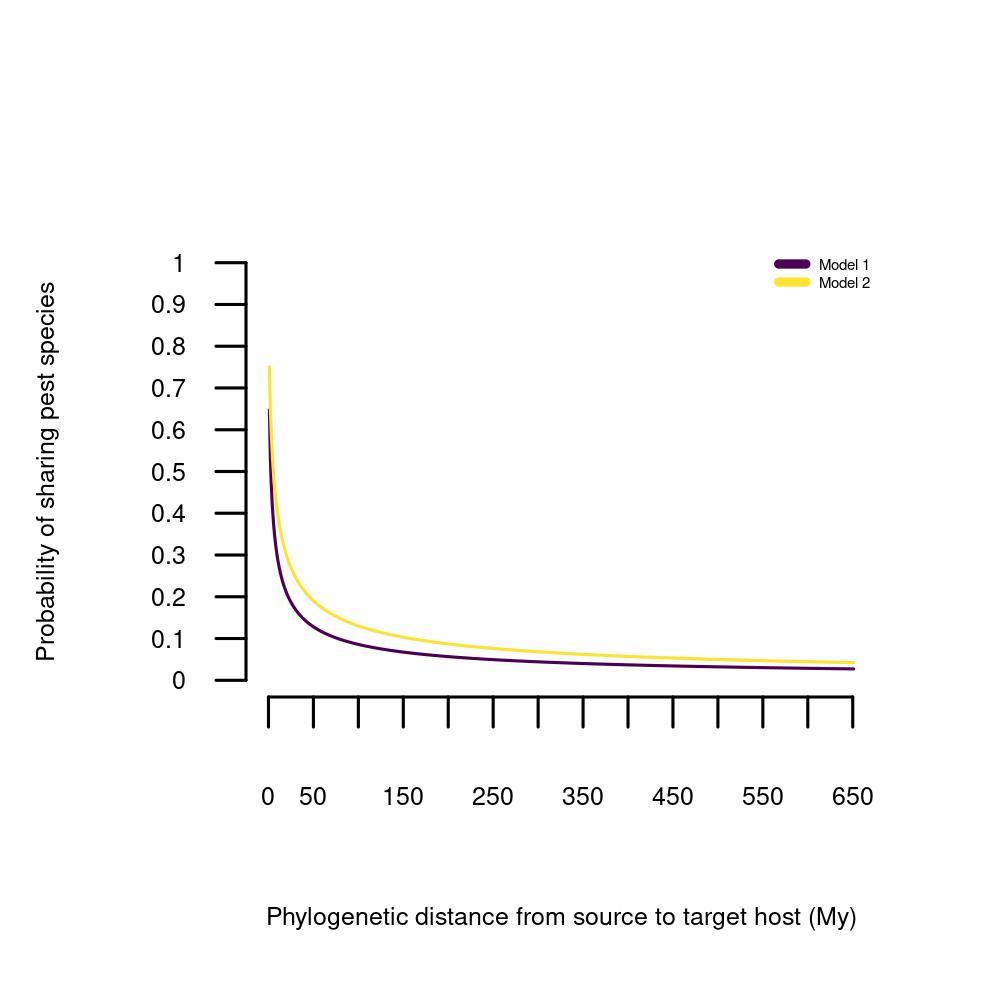 Model 1
Model 2
Probability of sharing pest species
1
0.9
0.8
0.7
0.6
0.5
0.4
0.3
0.2
0.1
0
0 50 150 250 350 450 550 650
Phylogenetic distance from source to target host (My)